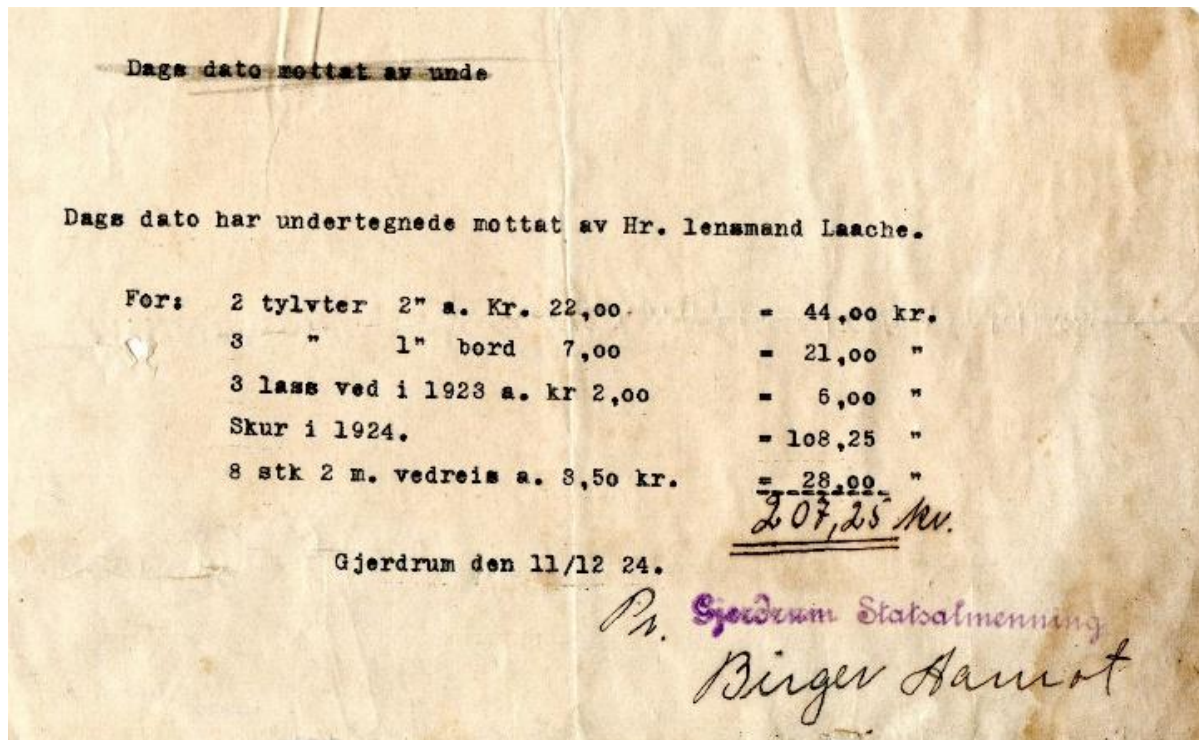 Dags dato mottat av unde
Dags dato har undertegnede mottat av Hr. lensmand Laache.
For: 2 tylvter 2" a. Kr. 22,00 = 44,00 kr.
3 " 1" bord 7,00 = 21,00 "
3 lass ved i 1923 a. kr 2,00 = 6,00 "
Skur i 1924. = 108,25 "
8 stk 2 m. vedreis a. 3,50 kr. = 28,00 "
207,25 kr.
Gjerdrum den 11/12 24.
Pr. Gjerdrum Statsalmenning
Birger